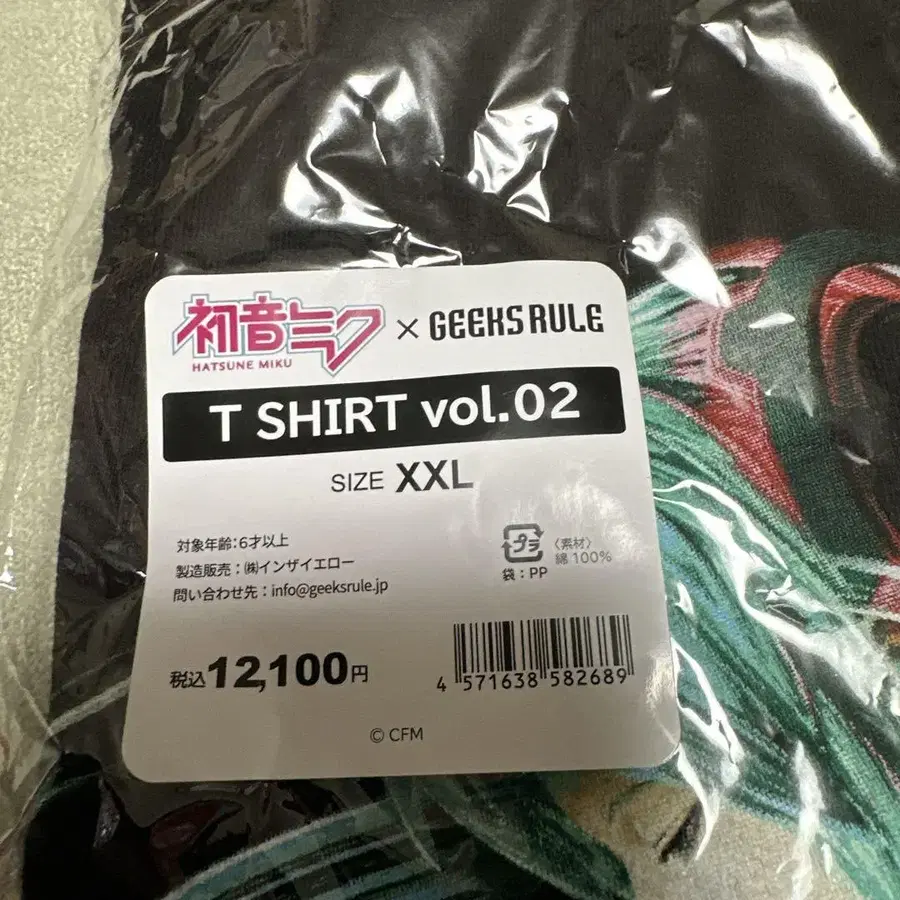 初音ミク × GEEKS RULE
HATSUNE MIKU
T SHIRT vol.02
SIZE XXL
対象年齢:6才以上
製造販売:㈱インザイエロー
問い合わせ先:info@geeksrule.jp
プラ
袋:PP
〈素材〉
綿100%
税込12,100円
4 571638 582689
© CFM